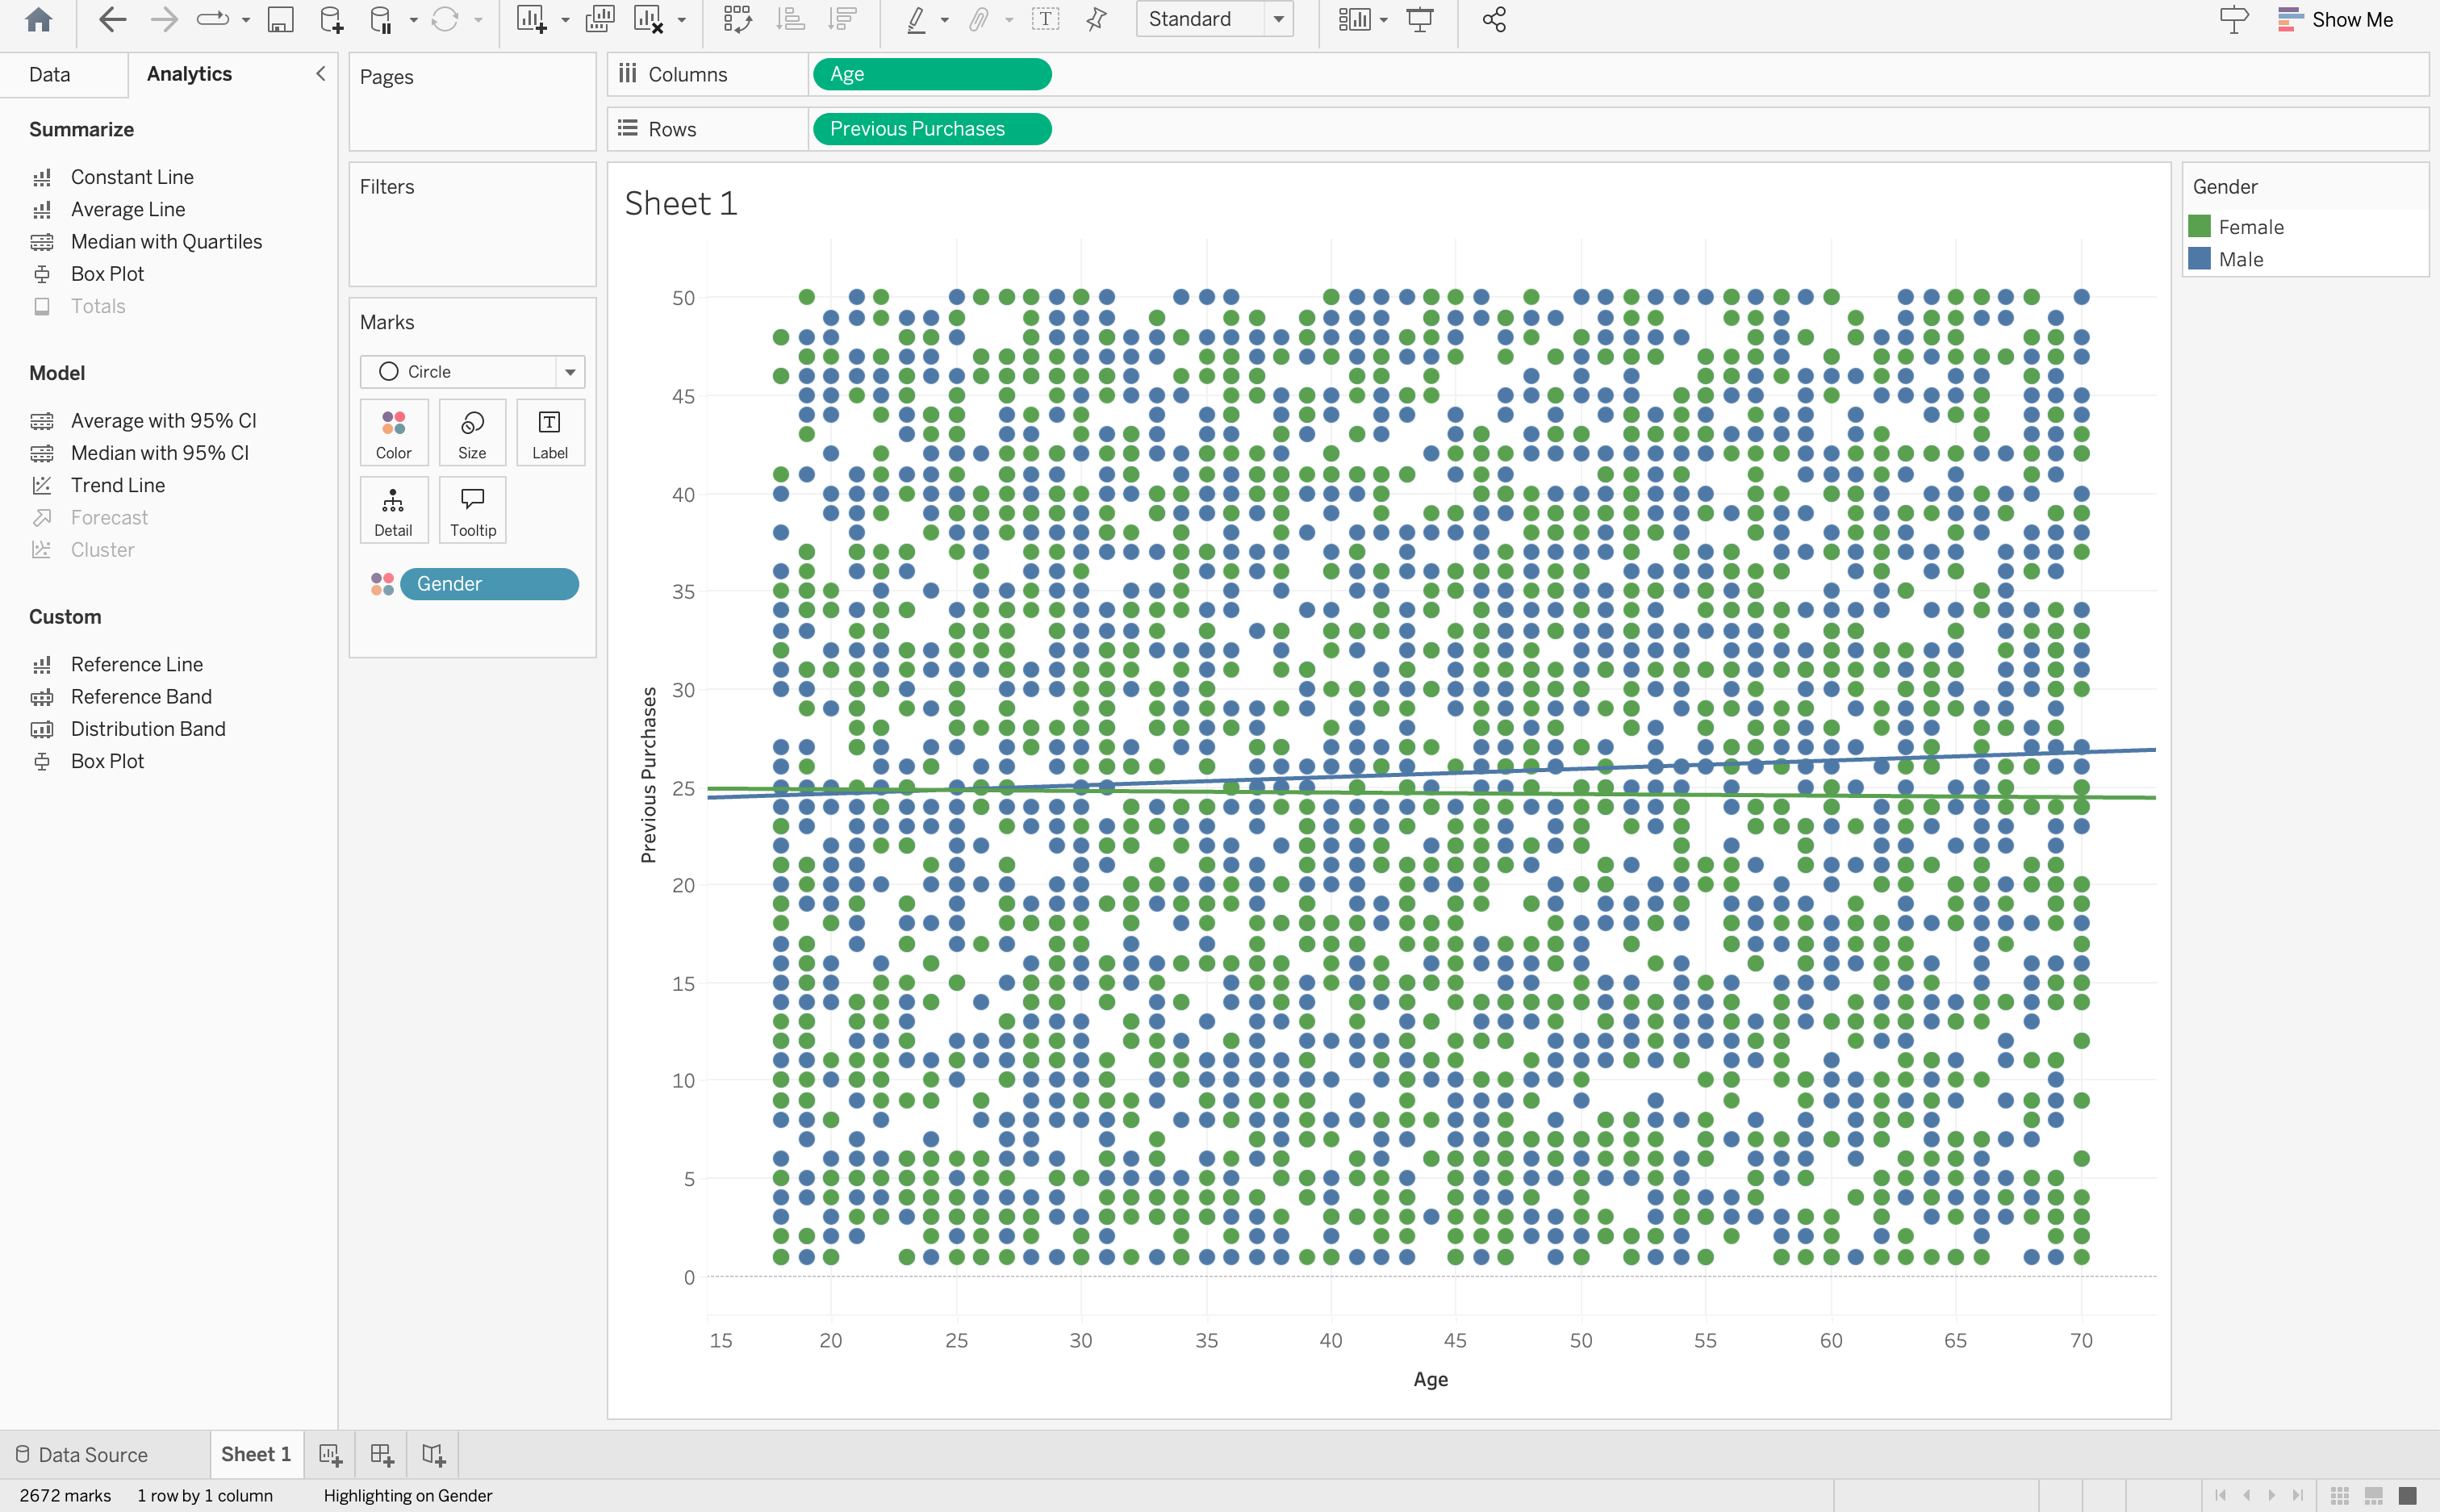 Standard
Show Me
Data
Analytics
Summarize
Constant Line
Average Line
Median with Quartiles
Box Plot
Totals
Model
Average with 95% CI
Median with 95% CI
Trend Line
Forecast
Cluster
Custom
Reference Line
Reference Band
Distribution Band
Box Plot
Pages
Filters
Marks
Circle
Color
Size
Label
Detail
Tooltip
Gender
Columns
Age
Rows
Previous Purchases
Sheet 1
50
45
40
35
30
25
20
15
10
5
0
Previous Purchases
15
20
25
30
35
40
45
50
55
60
65
70
Age
Gender
Female
Male
Data Source
Sheet 1
2672 marks
1 row by 1 column
Highlighting on Gender